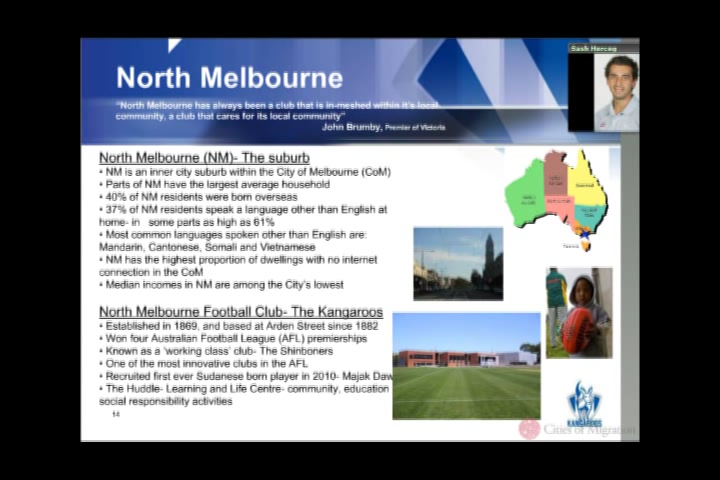 Sash Herceg
North Melbourne
"North Melbourne has always been a club that is in-meshed within it's local
community, a club that cares for its local community"
John Brumby, Premier of Victoria
North Melbourne (NM)- The suburb
• NM is an inner city suburb within the City of Melbourne (CoM)
• Parts of NM have the largest average household
• 40% of NM residents were born overseas
• 37% of NM residents speak a language other than English at
home- in some parts as high as 61%
• Most common languages spoken other than English are:
Mandarin, Cantonese, Somali and Vietnamese
• NM has the highest proportion of dwellings with no internet
connection in the CoM
• Median incomes in NM are among the City's lowest
North Melbourne Football Club- The Kangaroos
• Established in 1869, and based at Arden Street since 1882
• Won four Australian Football League (AFL) premierships
• Known as a 'working class' club- The Shinboners
• One of the most innovative clubs in the AFL
• Recruited first ever Sudanese born player in 2010- Majak Daw
• The Huddle- Learning and Life Centre- community, education
social responsibility activities
14
KANGAROOS
Cities of Migration